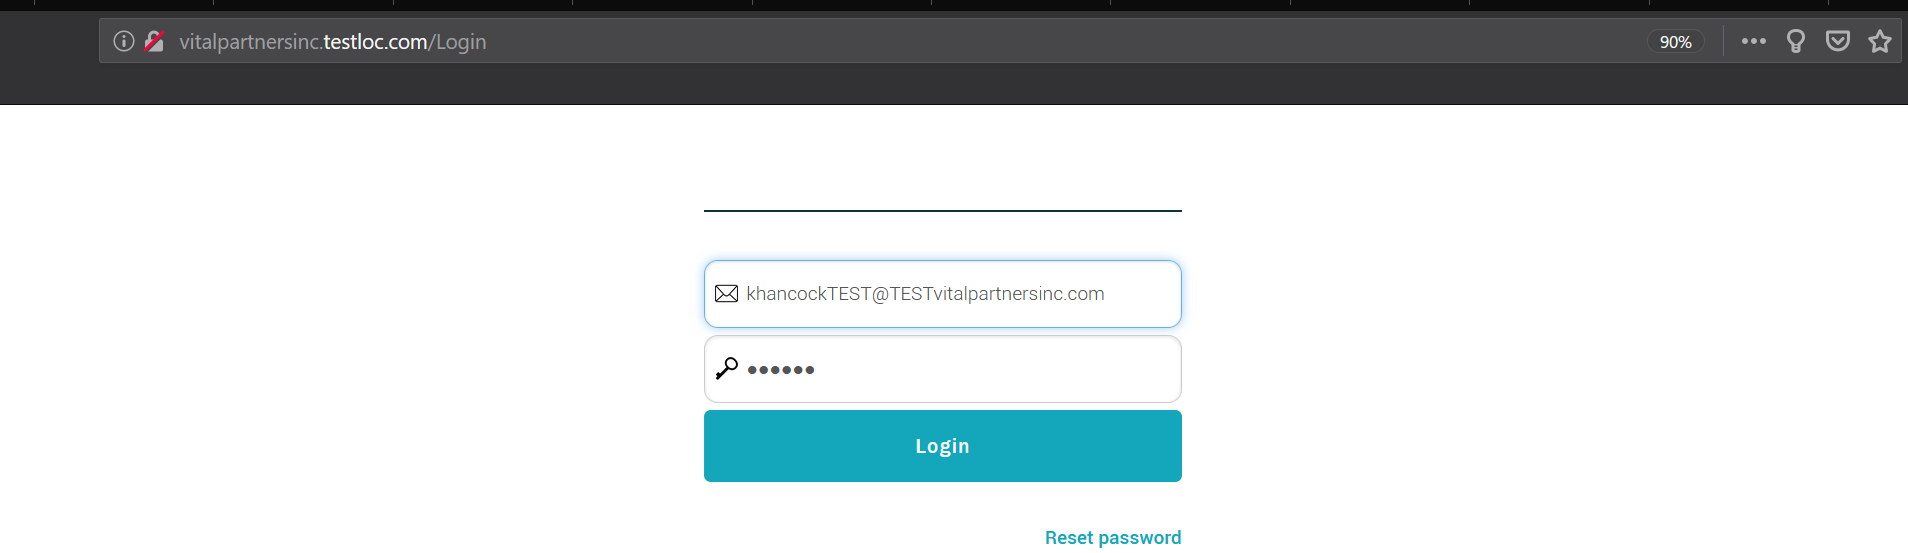 vitalpartnersinc.testloc.com/Login
90%
khancockTEST@TESTvitalpartnersinc.com
••••••
Login
Reset password